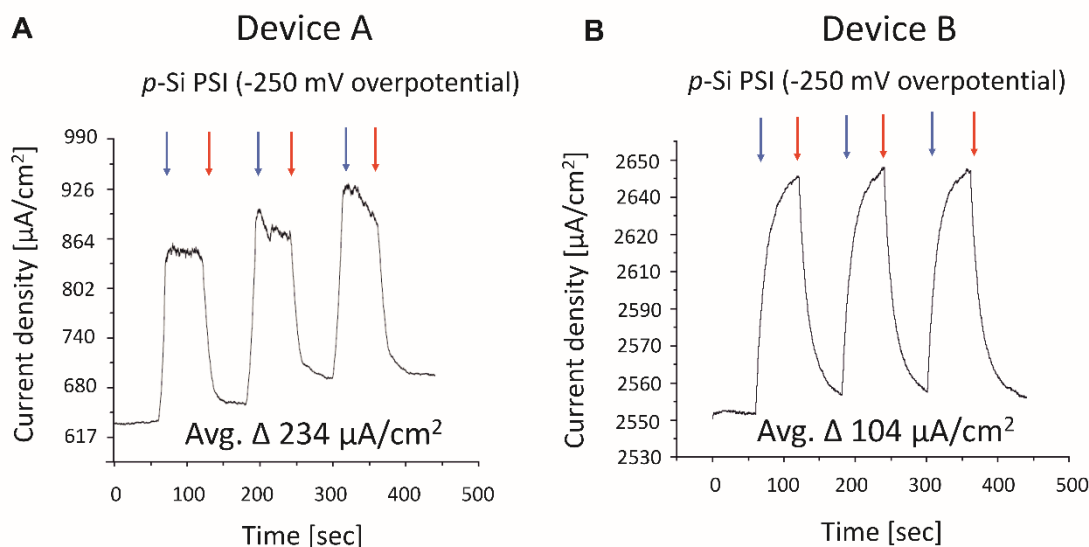 A
Device A
p-Si PSI (-250 mV overpotential)
Current density [µA/cm²]
990
926
864
802
740
680
617
Avg. Δ 234 µA/cm²
0
100
200
300
400
500
Time [sec]
B
Device B
p-Si PSI (-250 mV overpotential)
Current density [µA/cm²]
2650
2640
2620
2610
2590
2570
2560
2550
2530
Avg. Δ 104 µA/cm²
0
100
200
300
400
500
Time [sec]